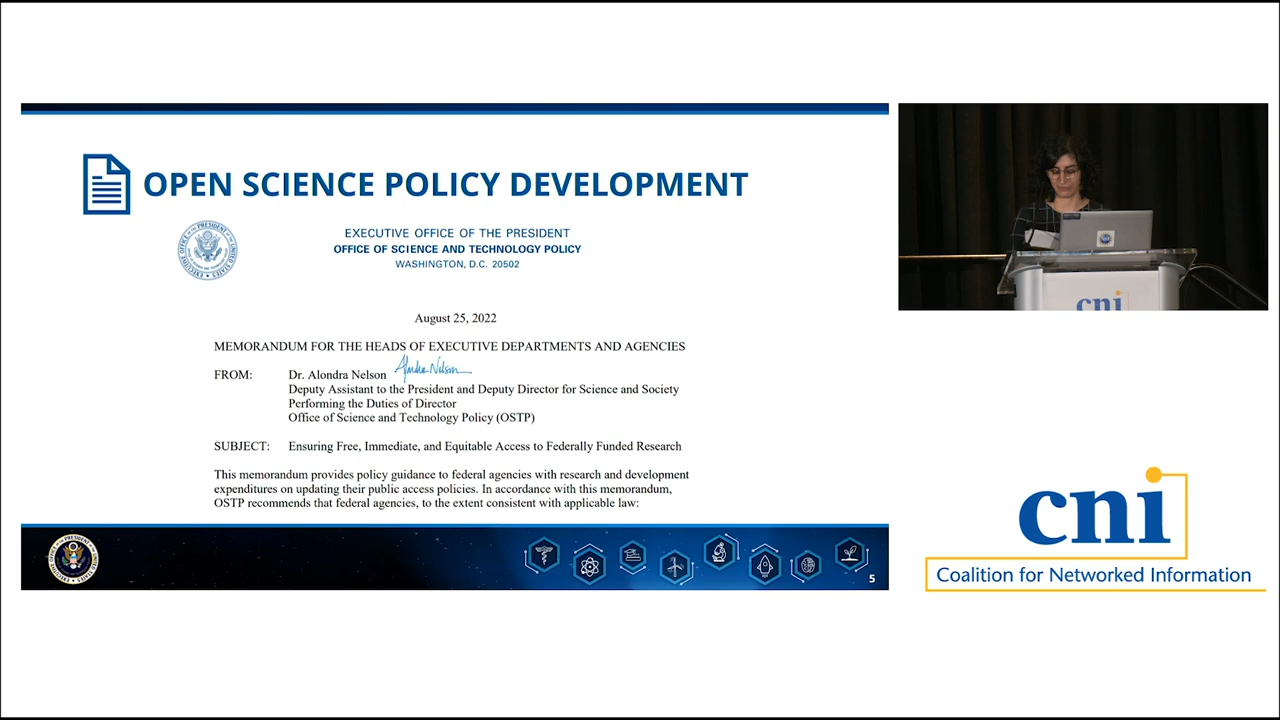 OPEN SCIENCE POLICY DEVELOPMENT
EXECUTIVE OFFICE OF THE PRESIDENT
OFFICE OF SCIENCE AND TECHNOLOGY POLICY
WASHINGTON, D.C. 20502
August 25, 2022
MEMORANDUM FOR THE HEADS OF EXECUTIVE DEPARTMENTS AND AGENCIES
FROM: Dr. Alondra Nelson Alondra Nelson
Deputy Assistant to the President and Deputy Director for Science and Society
Performing the Duties of Director
Office of Science and Technology Policy (OSTP)
SUBJECT: Ensuring Free, Immediate, and Equitable Access to Federally Funded Research
This memorandum provides policy guidance to federal agencies with research and development
expenditures on updating their public access policies. In accordance with this memorandum,
OSTP recommends that federal agencies, to the extent consistent with applicable law:
5
cni
cni
Coalition for Networked Information